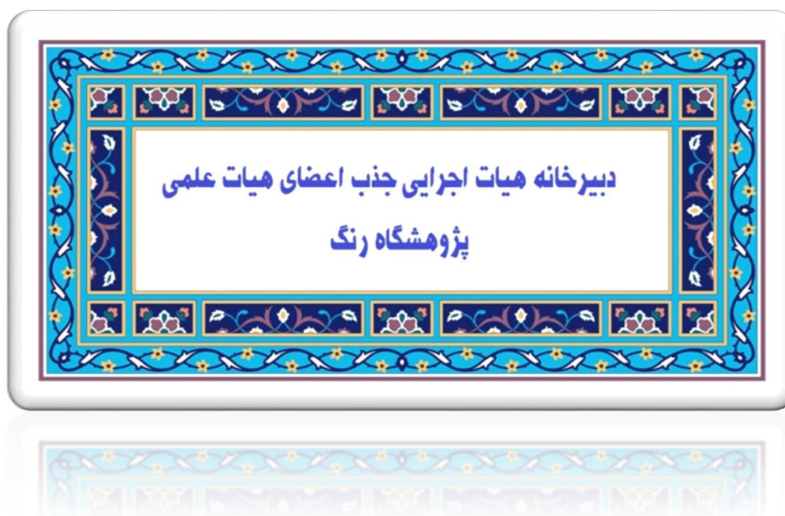 دبیرخانه هیات اجرایی جذب اعضای هیات علمی
پژوهشگاه رنگ